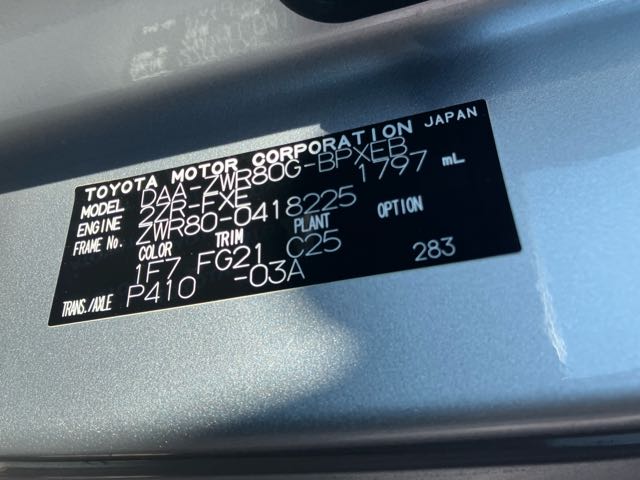 TOYOTA MOTOR CORPORATION JAPAN
MODEL DAA-ZWR80G-BPXEB
ENGINE 2ZR-FXE 1797 mL
FRAME No. ZWR80-0418225
COLOR TRIM PLANT OPTION
1F7 FG21 C25
TRANS./AXLE P410 -03A 283